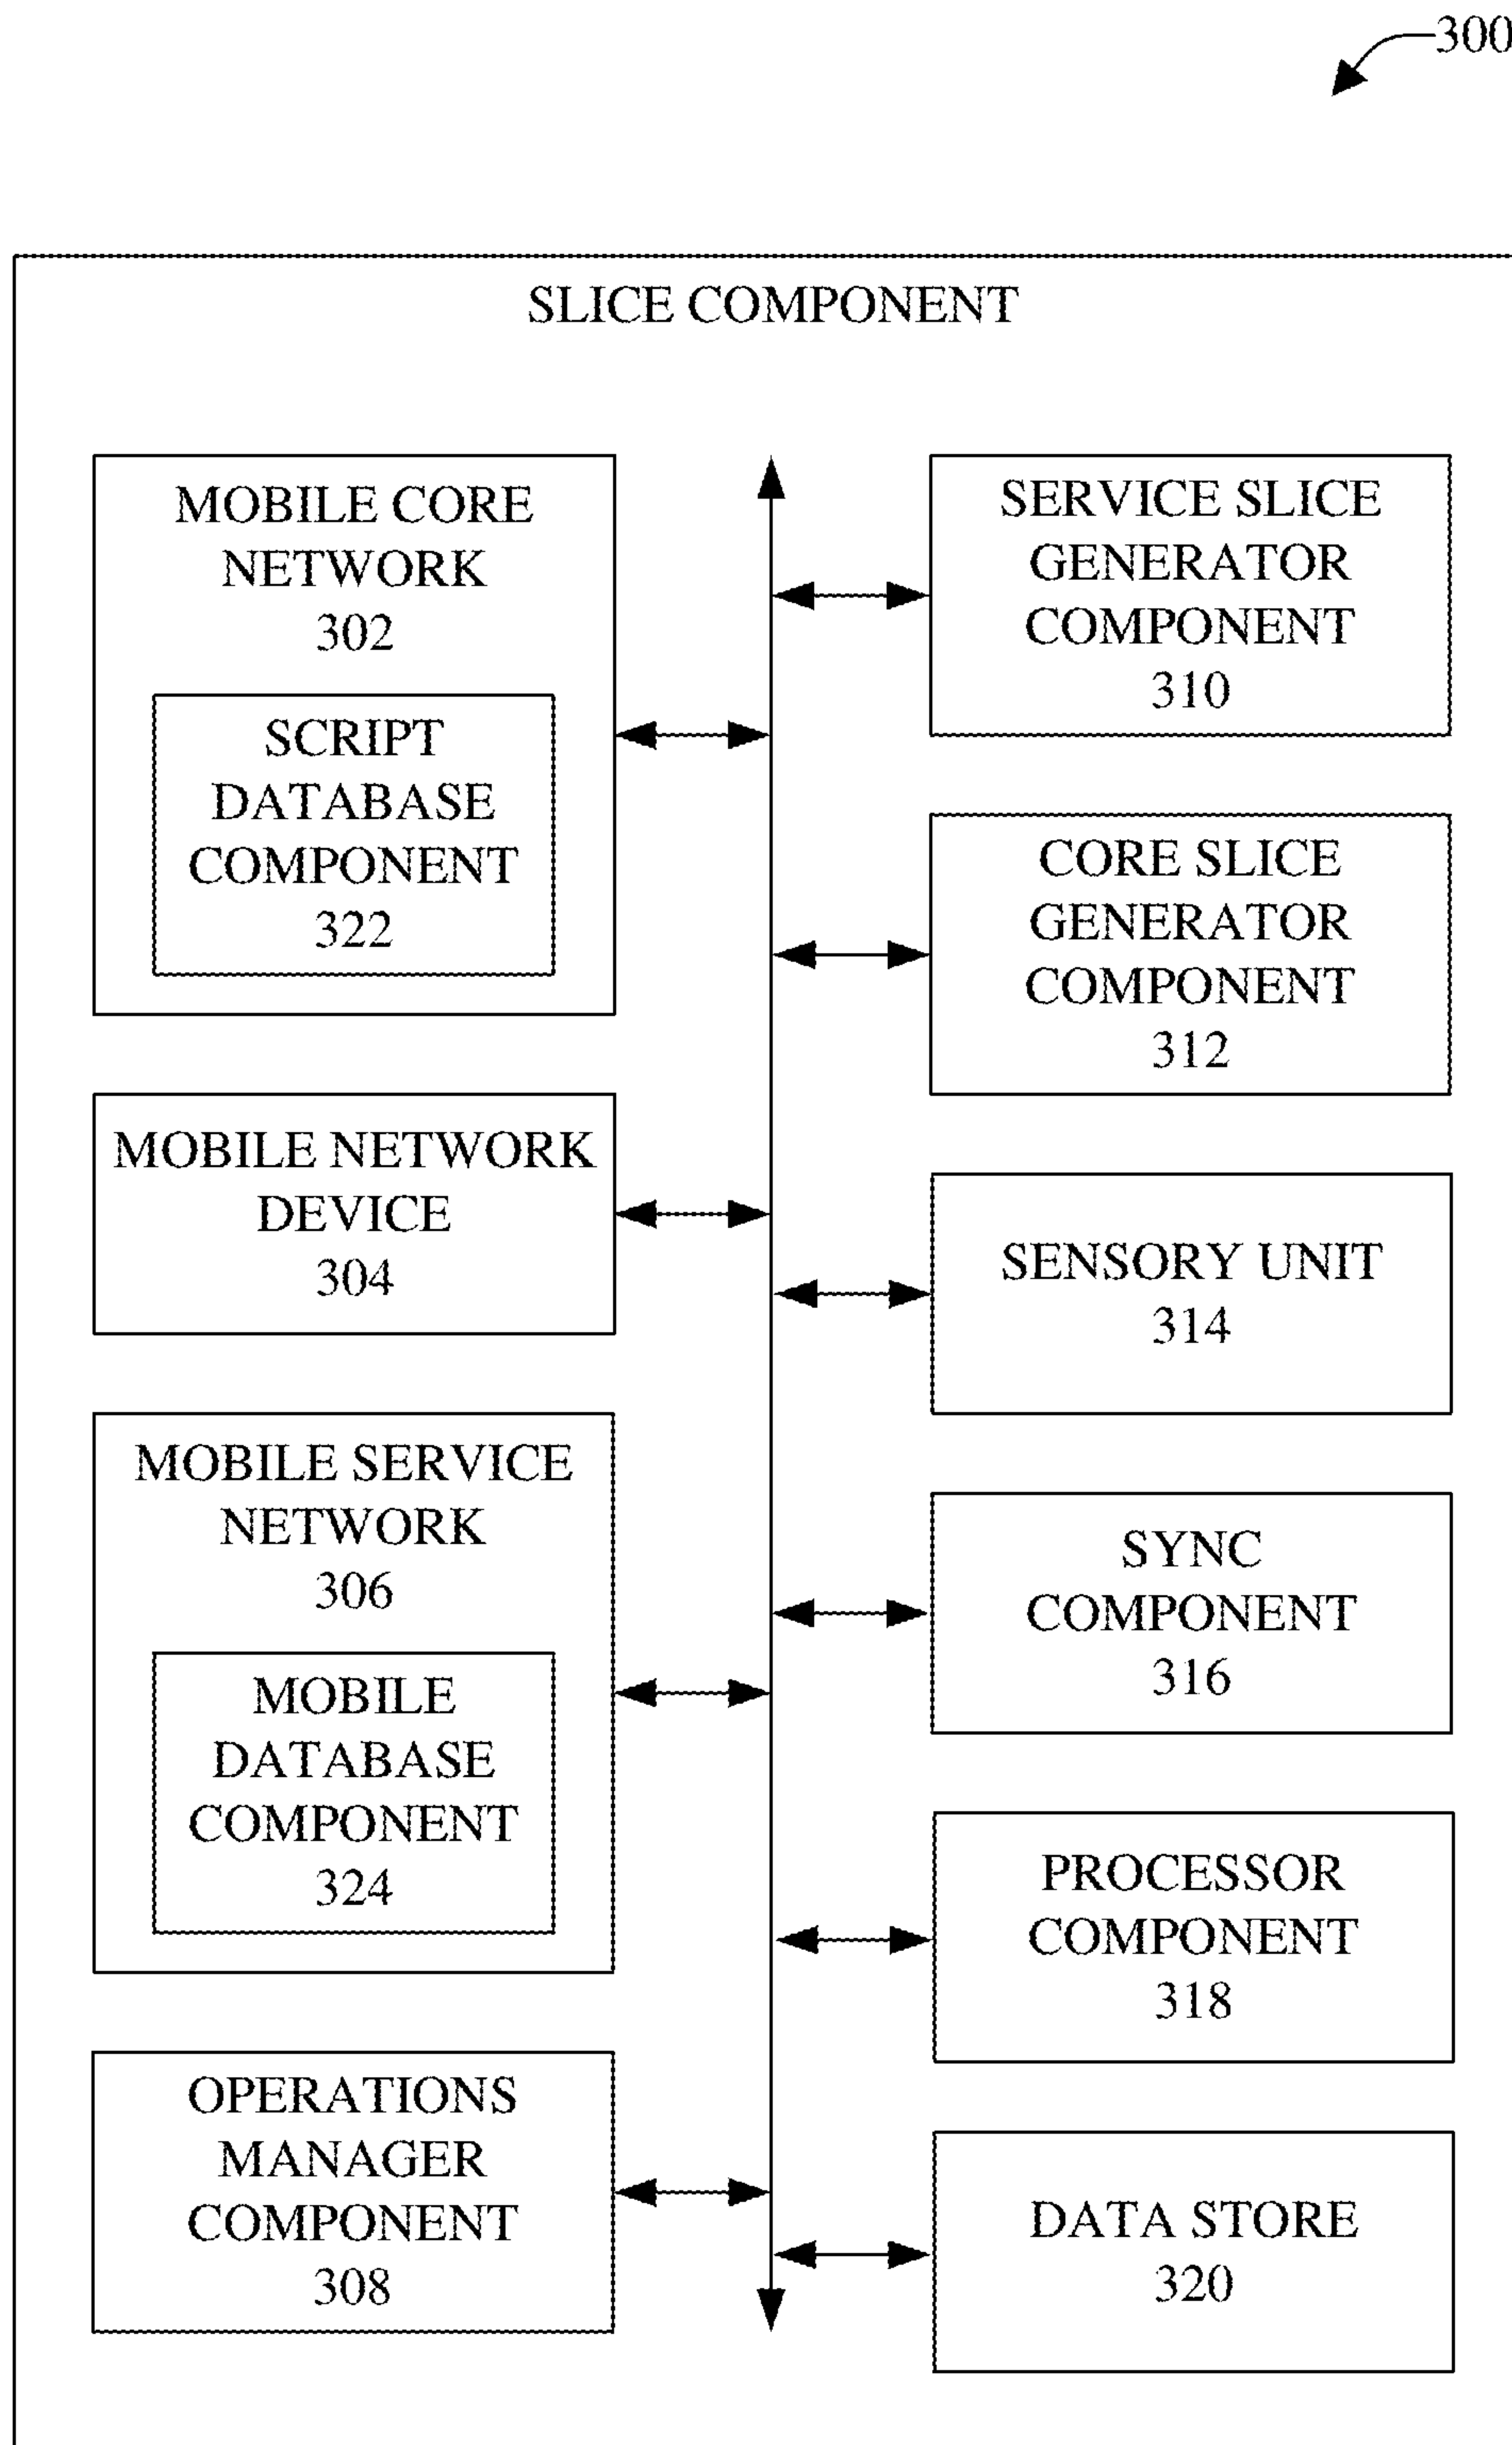 300
SLICE COMPONENT
MOBILE CORE
NETWORK
302
SCRIPT
DATABASE
COMPONENT
322
MOBILE NETWORK
DEVICE
304
MOBILE SERVICE
NETWORK
306
MOBILE
DATABASE
COMPONENT
324
OPERATIONS
MANAGER
COMPONENT
308
SERVICE SLICE
GENERATOR
COMPONENT
310
CORE SLICE
GENERATOR
COMPONENT
312
SENSORY UNIT
314
SYNC
COMPONENT
316
PROCESSOR
COMPONENT
318
DATA STORE
320